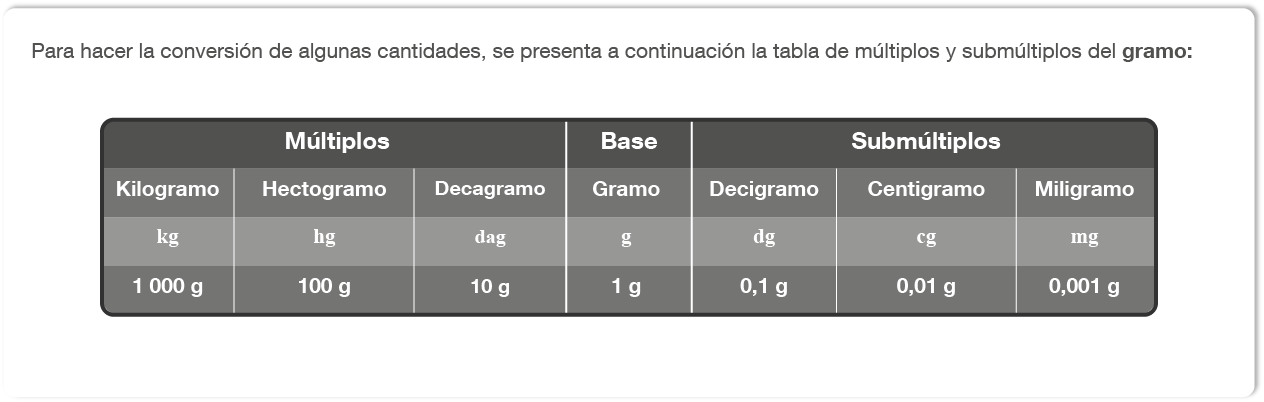 Para hacer la conversión de algunas cantidades, se presenta a continuación la tabla de múltiplos y submúltiplos del gramo:
Múltiplos Base Submúltiplos
Kilogramo Hectogramo Decagramo Gramo Decigramo Centigramo Miligramo
kg hg dag g dg cg mg
1 000 g 100 g 10 g 1 g 0,1 g 0,01 g 0,001 g